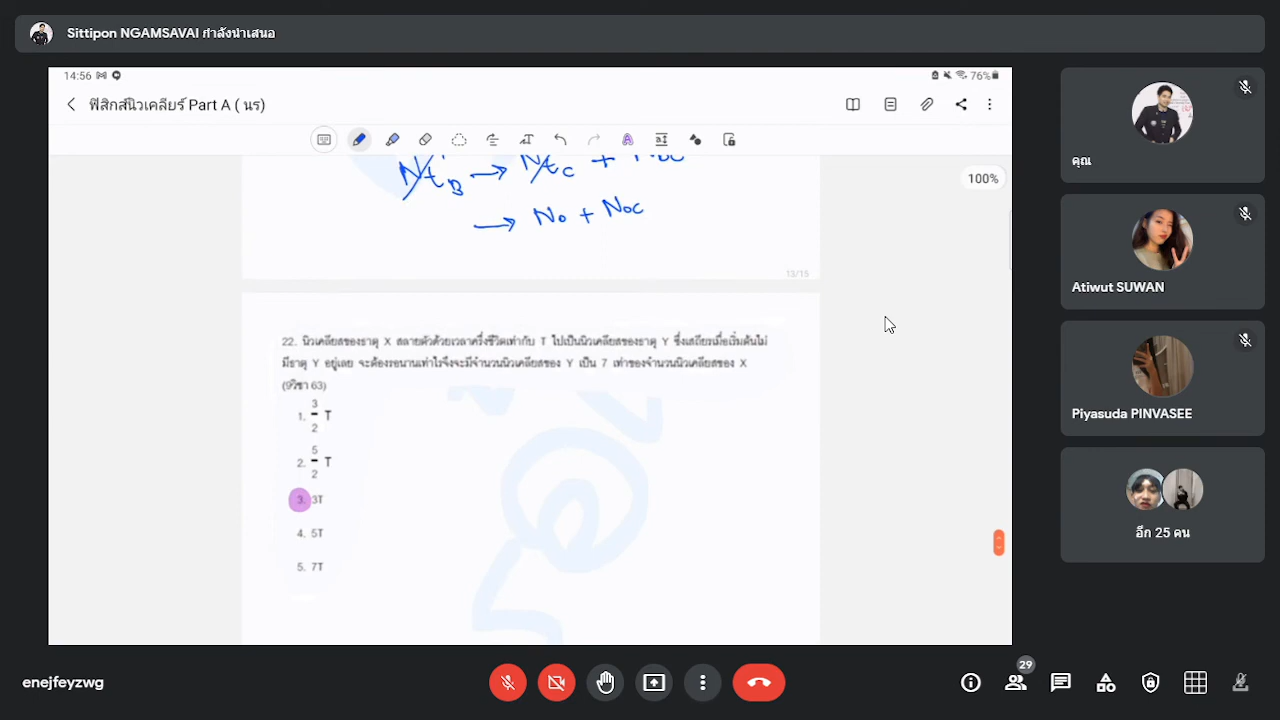 Sittipon NGAMSAVAI กำลังนำเสนอ
14:56
76%
ฟิสิกส์นิวเคลียร์ Part A ( นร)
100%
N/t B → N/t C + N0C
→ N0 + N0C
13/15
22. นิวเคลียสของธาตุ X สลายตัวด้วยเวลาครึ่งชีวิตเท่ากับ T ไปเป็นนิวเคลียสของธาตุ Y ซึ่งเสถียรเมื่อเริ่มต้นไม่
มีธาตุ Y อยู่เลย จะต้องรอนานเท่าไรจึงจะมีจำนวนนิวเคลียสของ Y เป็น 7 เท่าของจำนวนนิวเคลียสของ X
(9วิชา 63)
1. 3/2 T
2. 5/2 T
3. 3T
4. 5T
5. 7T
คุณ
Atiwut SUWAN
Piyasuda PINVASEE
อีก 25 คน
enejfeyzwg
29